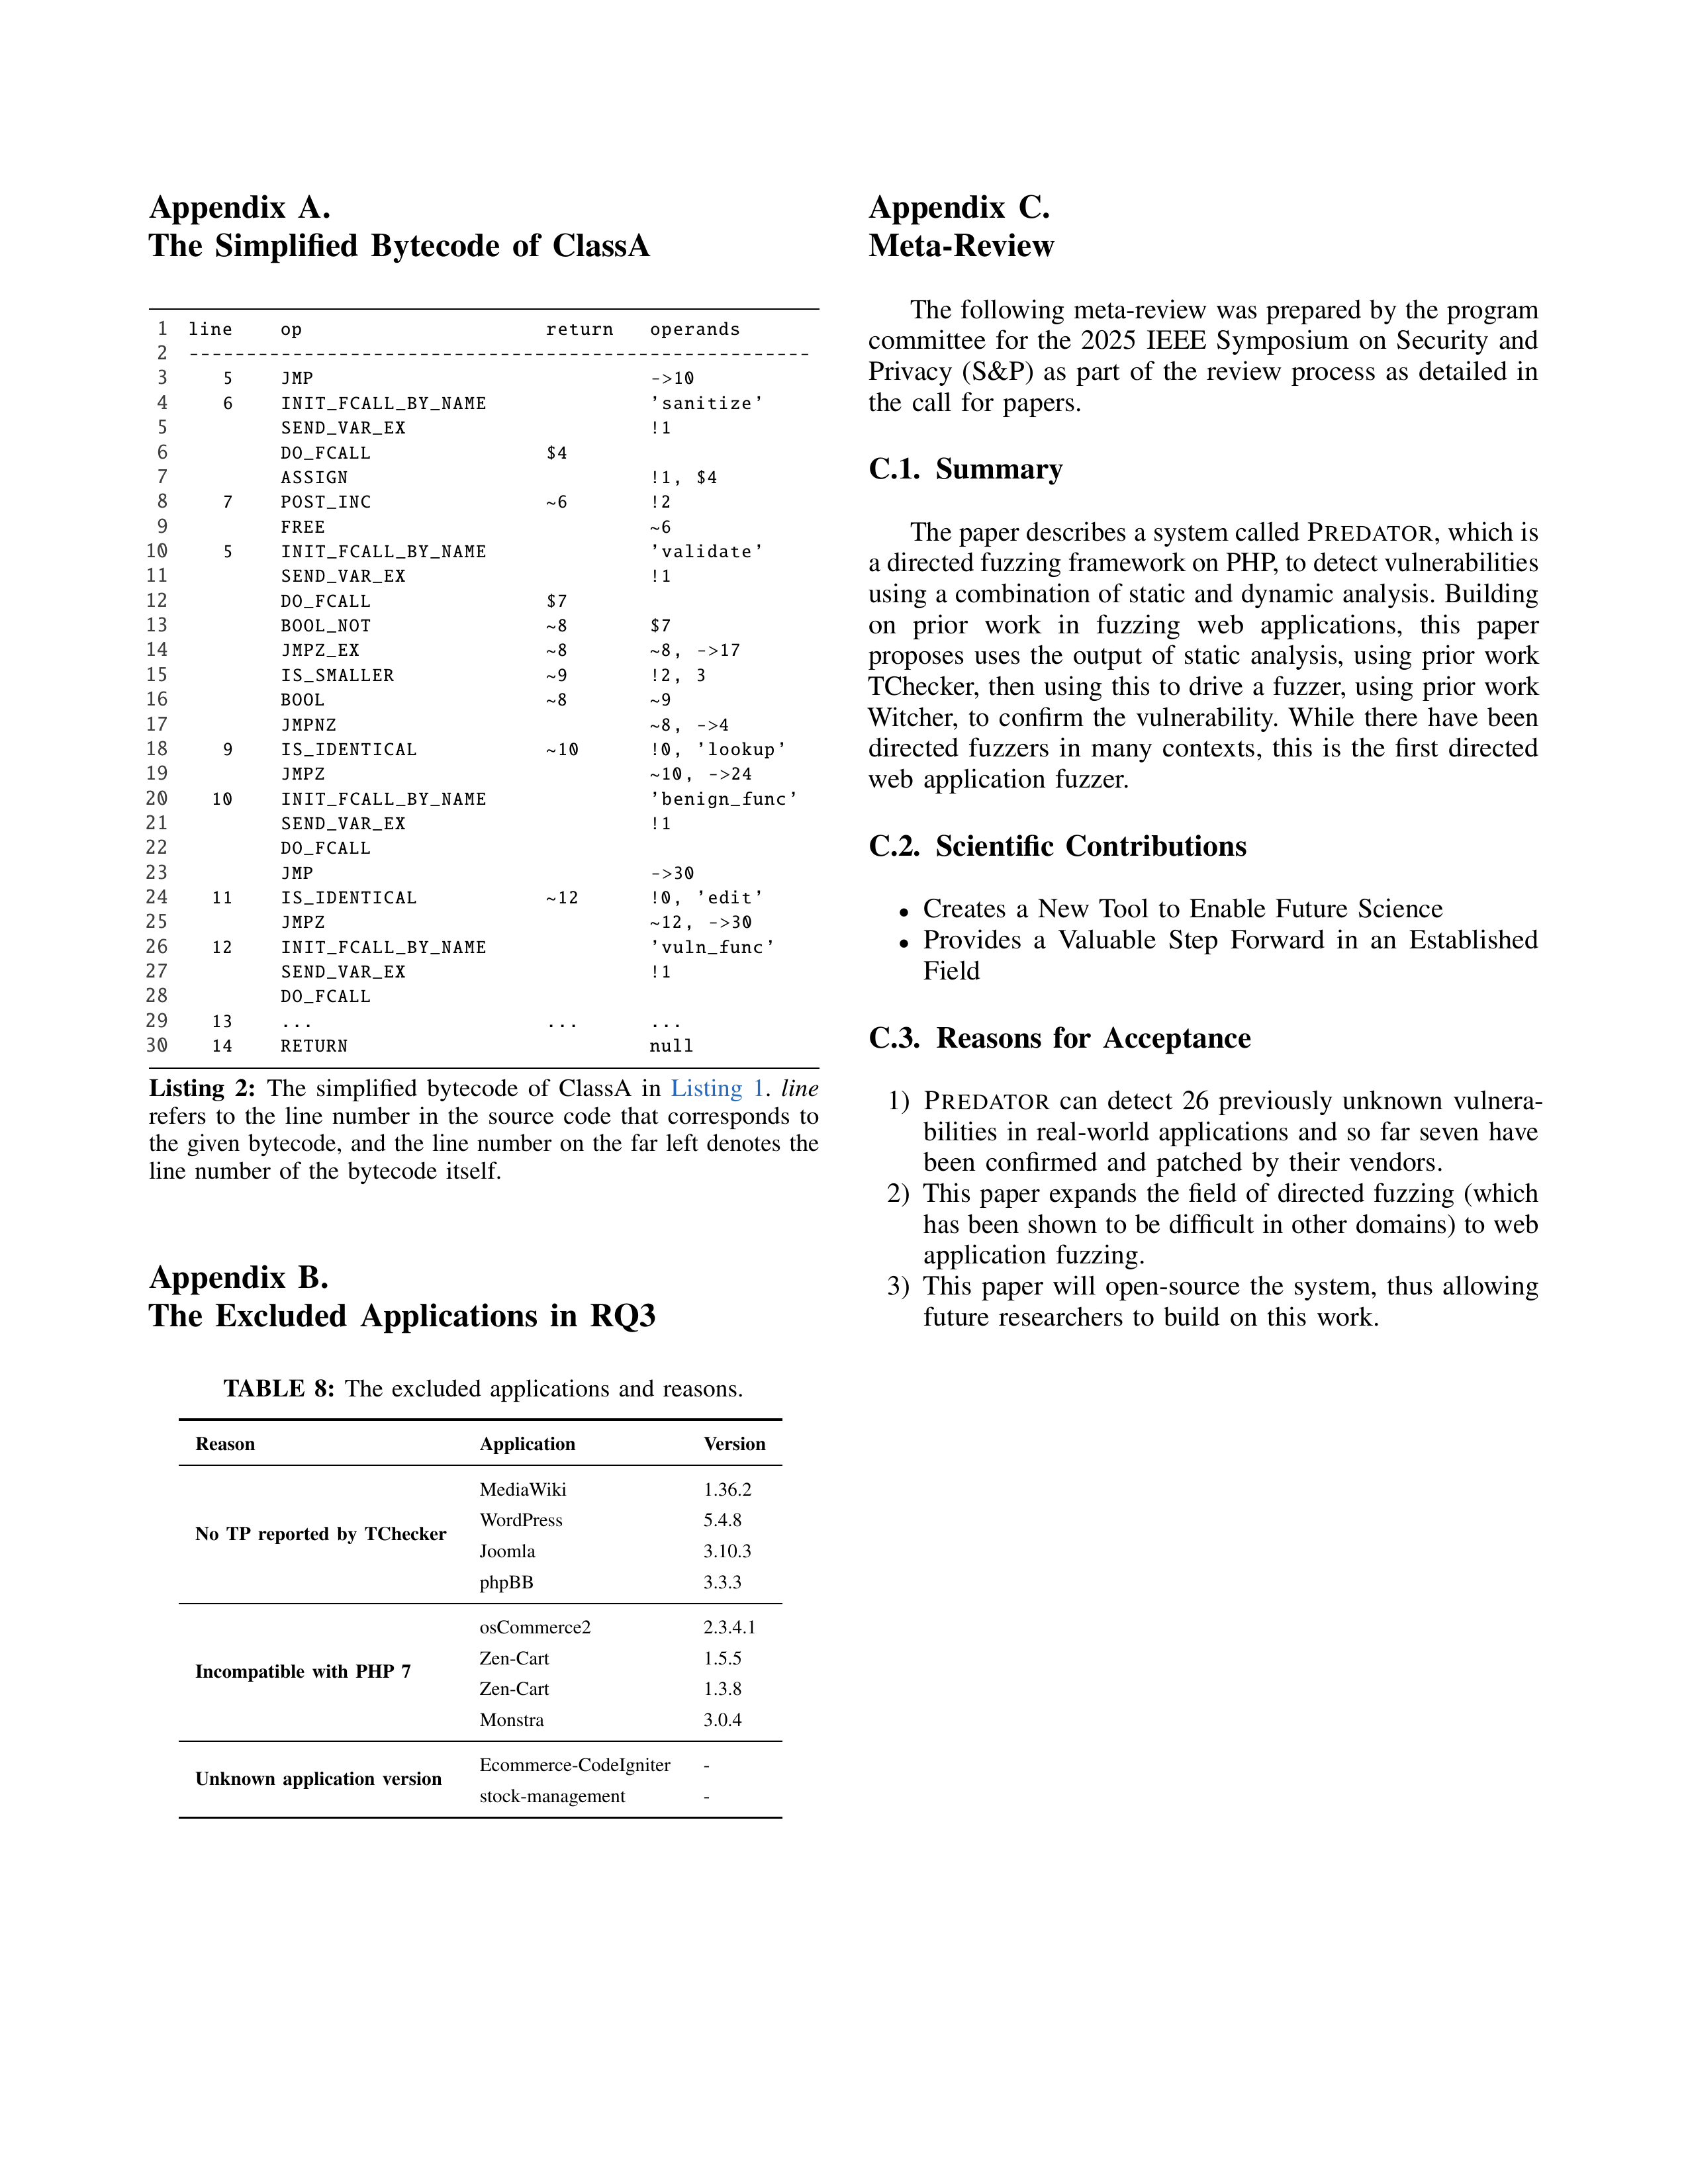 Appendix A.
The Simplified Bytecode of ClassA
1 line op return operands
2 ------------------------------------------------------
3 5 JMP ->10
4 6 INIT_FCALL_BY_NAME 'sanitize'
5 SEND_VAR_EX !1
6 DO_FCALL $4
7 ASSIGN !1, $4
8 7 POST_INC ~6 !2
9 FREE ~6
10 5 INIT_FCALL_BY_NAME 'validate'
11 SEND_VAR_EX !1
12 DO_FCALL $7
13 BOOL_NOT ~8 $7
14 JMPZ_EX ~8 ~8, ->17
15 IS_SMALLER ~9 !2, 3
16 BOOL ~8 ~9
17 JMPNZ ~8, ->4
18 9 IS_IDENTICAL ~10 !0, 'lookup'
19 JMPZ ~10, ->24
20 10 INIT_FCALL_BY_NAME 'benign_func'
21 SEND_VAR_EX !1
22 DO_FCALL
23 JMP ->30
24 11 IS_IDENTICAL ~12 !0, 'edit'
25 JMPZ ~12, ->30
26 12 INIT_FCALL_BY_NAME 'vuln_func'
27 SEND_VAR_EX !1
28 DO_FCALL
29 13 ... ... ...
30 14 RETURN null
Listing 2: The simplified bytecode of ClassA in Listing 1. line
refers to the line number in the source code that corresponds to
the given bytecode, and the line number on the far left denotes the
line number of the bytecode itself.
Appendix B.
The Excluded Applications in RQ3
TABLE 8: The excluded applications and reasons.
Reason Application Version
No TP reported by TChecker
MediaWiki 1.36.2
WordPress 5.4.8
Joomla 3.10.3
phpBB 3.3.3
Incompatible with PHP 7
osCommerce2 2.3.4.1
Zen-Cart 1.5.5
Zen-Cart 1.3.8
Monstra 3.0.4
Unknown application version
Ecommerce-CodeIgniter -
stock-management -
Appendix C.
Meta-Review
The following meta-review was prepared by the program
committee for the 2025 IEEE Symposium on Security and
Privacy (S&P) as part of the review process as detailed in
the call for papers.
C.1. Summary
The paper describes a system called PREDATOR, which is
a directed fuzzing framework on PHP, to detect vulnerabilities
using a combination of static and dynamic analysis. Building
on prior work in fuzzing web applications, this paper
proposes uses the output of static analysis, using prior work
TChecker, then using this to drive a fuzzer, using prior work
Witcher, to confirm the vulnerability. While there have been
directed fuzzers in many contexts, this is the first directed
web application fuzzer.
C.2. Scientific Contributions
• Creates a New Tool to Enable Future Science
• Provides a Valuable Step Forward in an Established
Field
C.3. Reasons for Acceptance
1) PREDATOR can detect 26 previously unknown vulnera-
bilities in real-world applications and so far seven have
been confirmed and patched by their vendors.
2) This paper expands the field of directed fuzzing (which
has been shown to be difficult in other domains) to web
application fuzzing.
3) This paper will open-source the system, thus allowing
future researchers to build on this work.